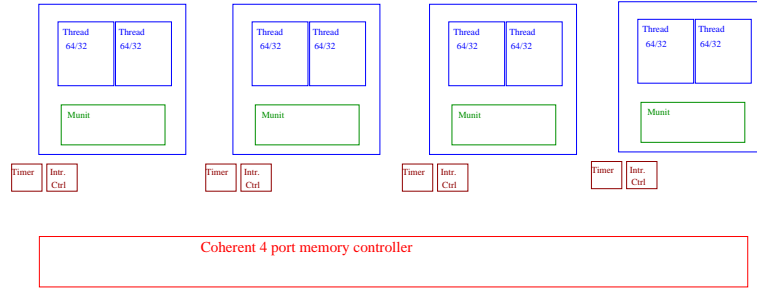 Thread Thread Thread Thread Thread Thread Thread Thread
64/32 64/32 64/32 64/32 64/32 64/32 64/32 64/32
Munit Munit Munit Munit
Timer Intr. Timer Intr. Timer Intr. Timer Intr.
Ctrl Ctrl Ctrl Ctrl
Coherent 4 port memory controller